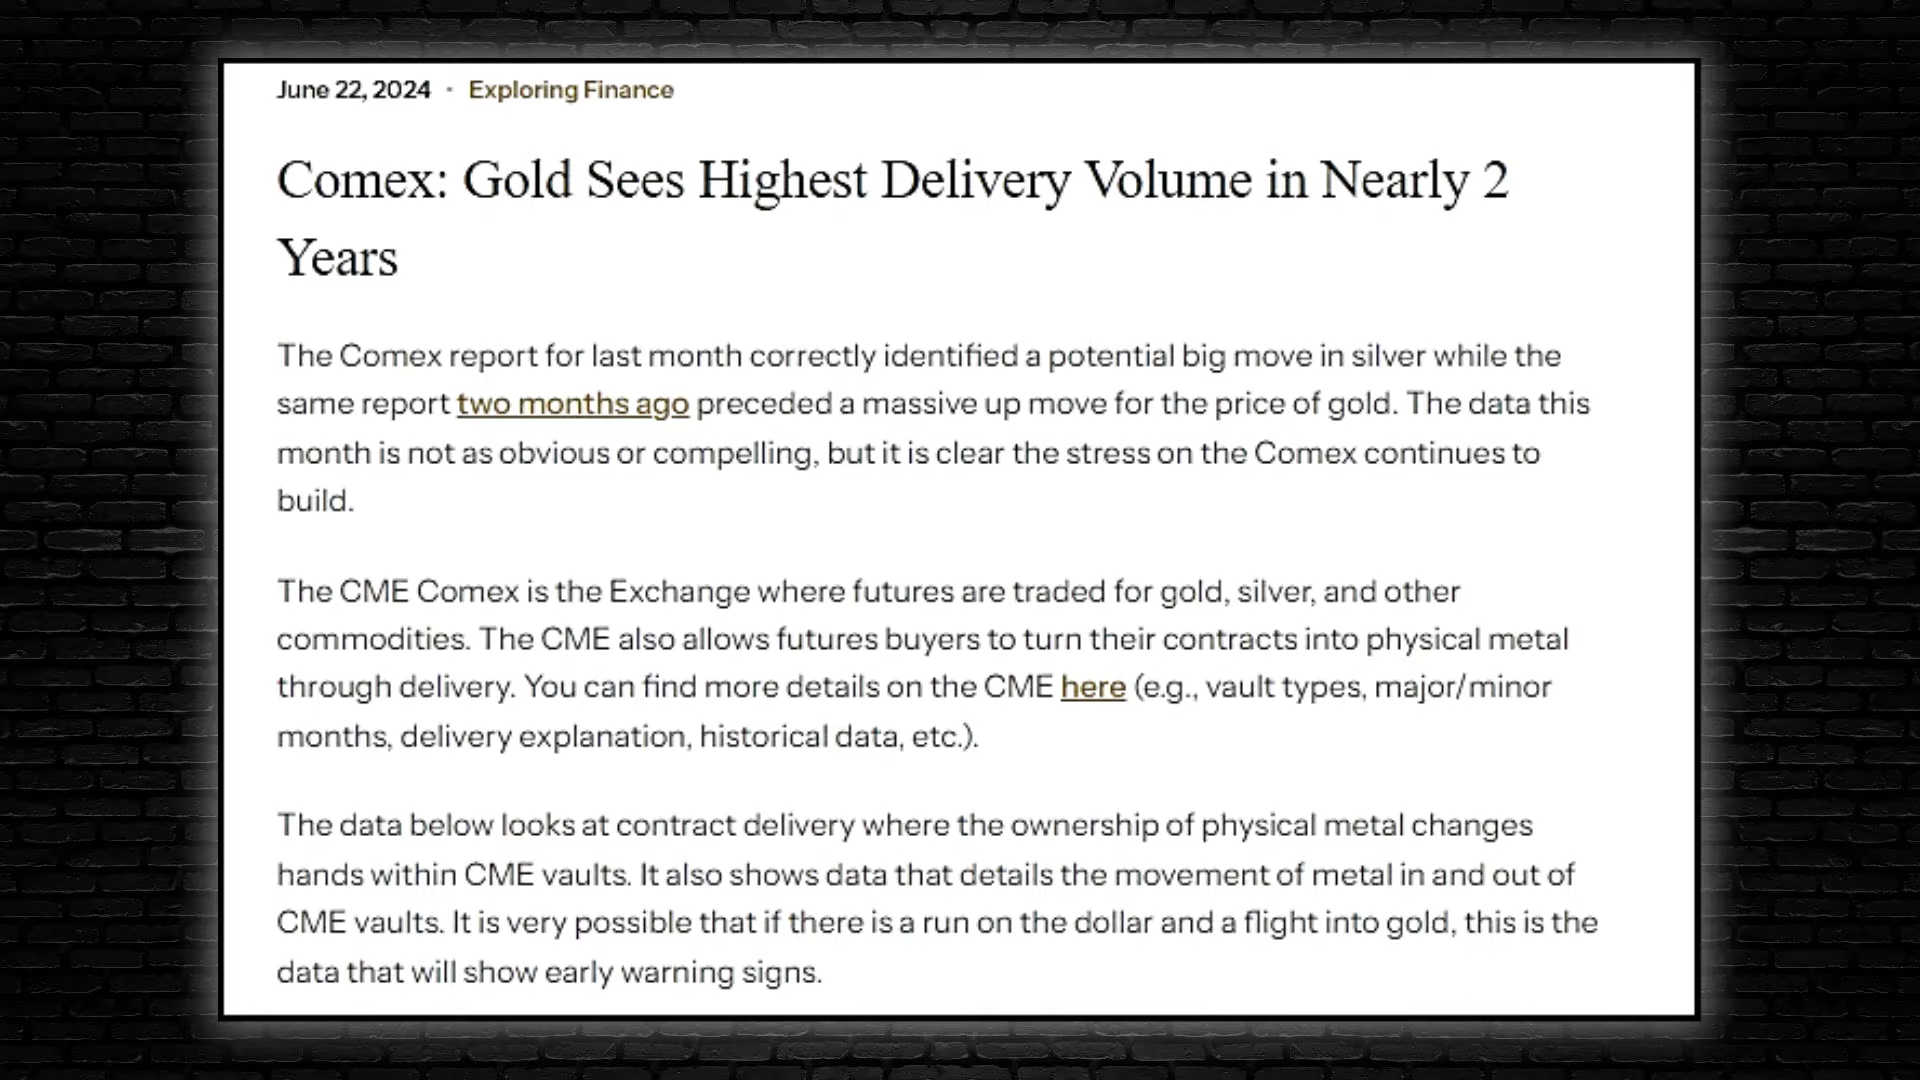 June 22, 2024 • Exploring Finance
Comex: Gold Sees Highest Delivery Volume in Nearly 2
Years
The Comex report for last month correctly identified a potential big move in silver while the
same report two months ago preceded a massive up move for the price of gold. The data this
month is not as obvious or compelling, but it is clear the stress on the Comex continues to
build.
The CME Comex is the Exchange where futures are traded for gold, silver, and other
commodities. The CME also allows futures buyers to turn their contracts into physical metal
through delivery. You can find more details on the CME here (e.g., vault types, major/minor
months, delivery explanation, historical data, etc.).
The data below looks at contract delivery where the ownership of physical metal changes
hands within CME vaults. It also shows data that details the movement of metal in and out of
CME vaults. It is very possible that if there is a run on the dollar and a flight into gold, this is the
data that will show early warning signs.